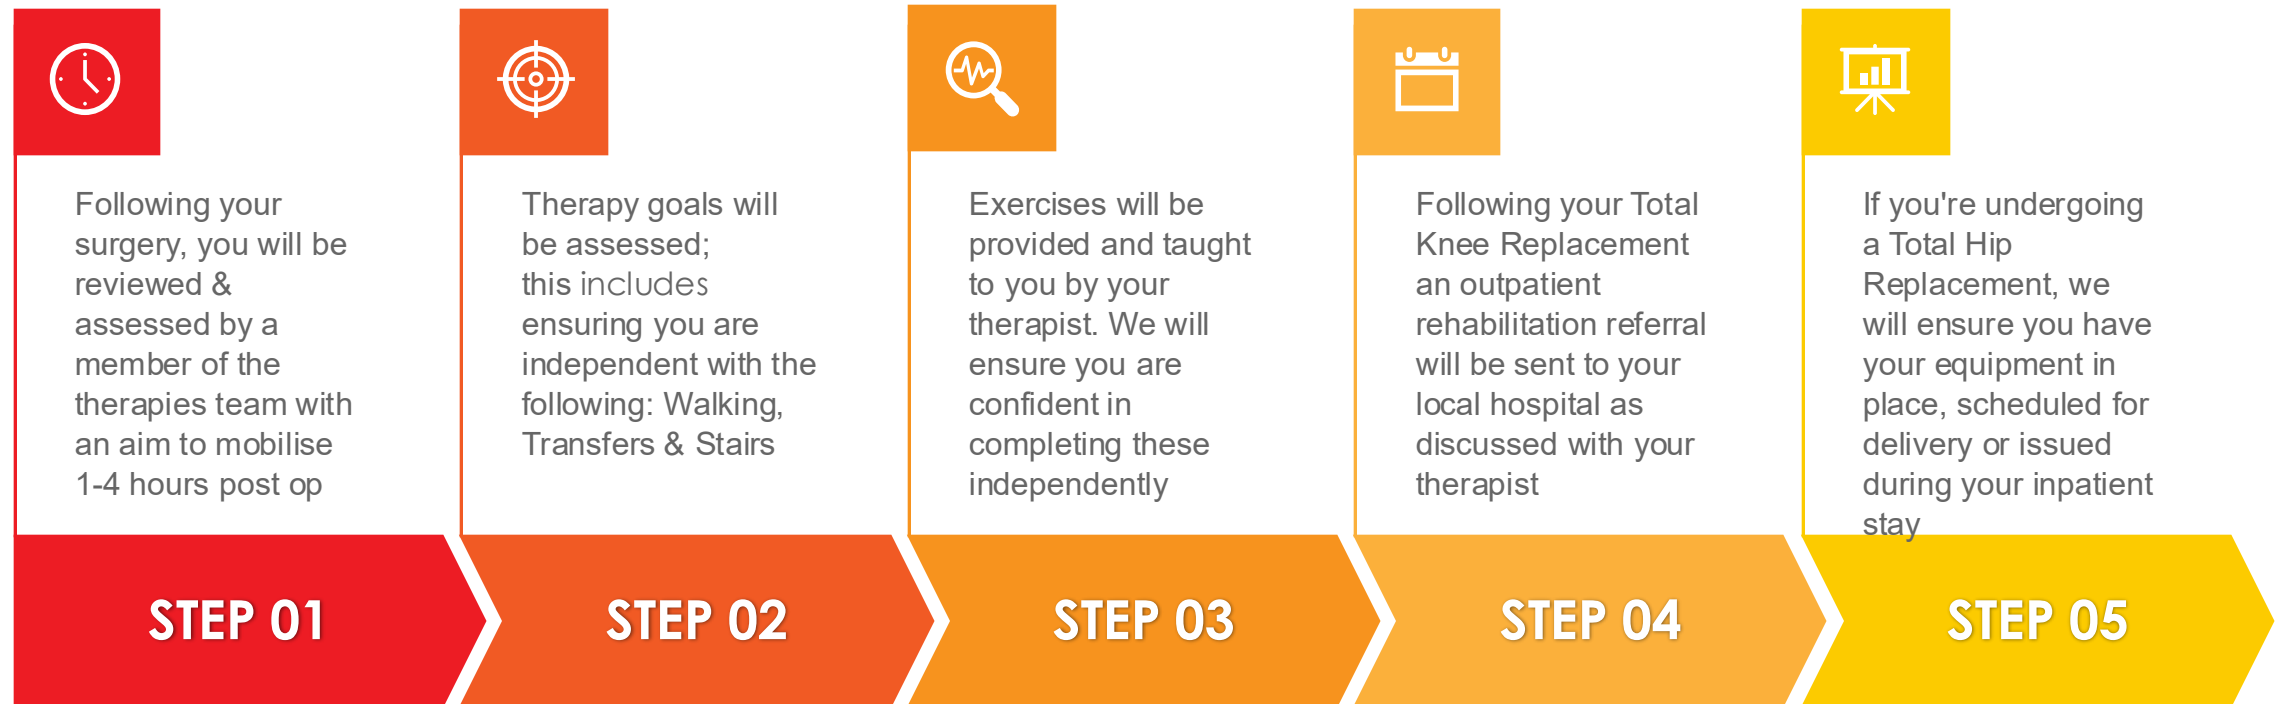 Following your
surgery, you will be
reviewed &
assessed by a
member of the
therapies team with
an aim to mobilise
1-4 hours post op
STEP 01
Therapy goals will
be assessed;
this includes
ensuring you are
independent with the
following: Walking,
Transfers & Stairs
STEP 02
Exercises will be
provided and taught
to you by your
therapist. We will
ensure you are
confident in
completing these
independently
STEP 03
Following your Total
Knee Replacement
an outpatient
rehabilitation referral
will be sent to your
local hospital as
discussed with your
therapist
STEP 04
If you're undergoing
a Total Hip
Replacement, we
will ensure you have
your equipment in
place, scheduled for
delivery or issued
during your inpatient
stay
STEP 05